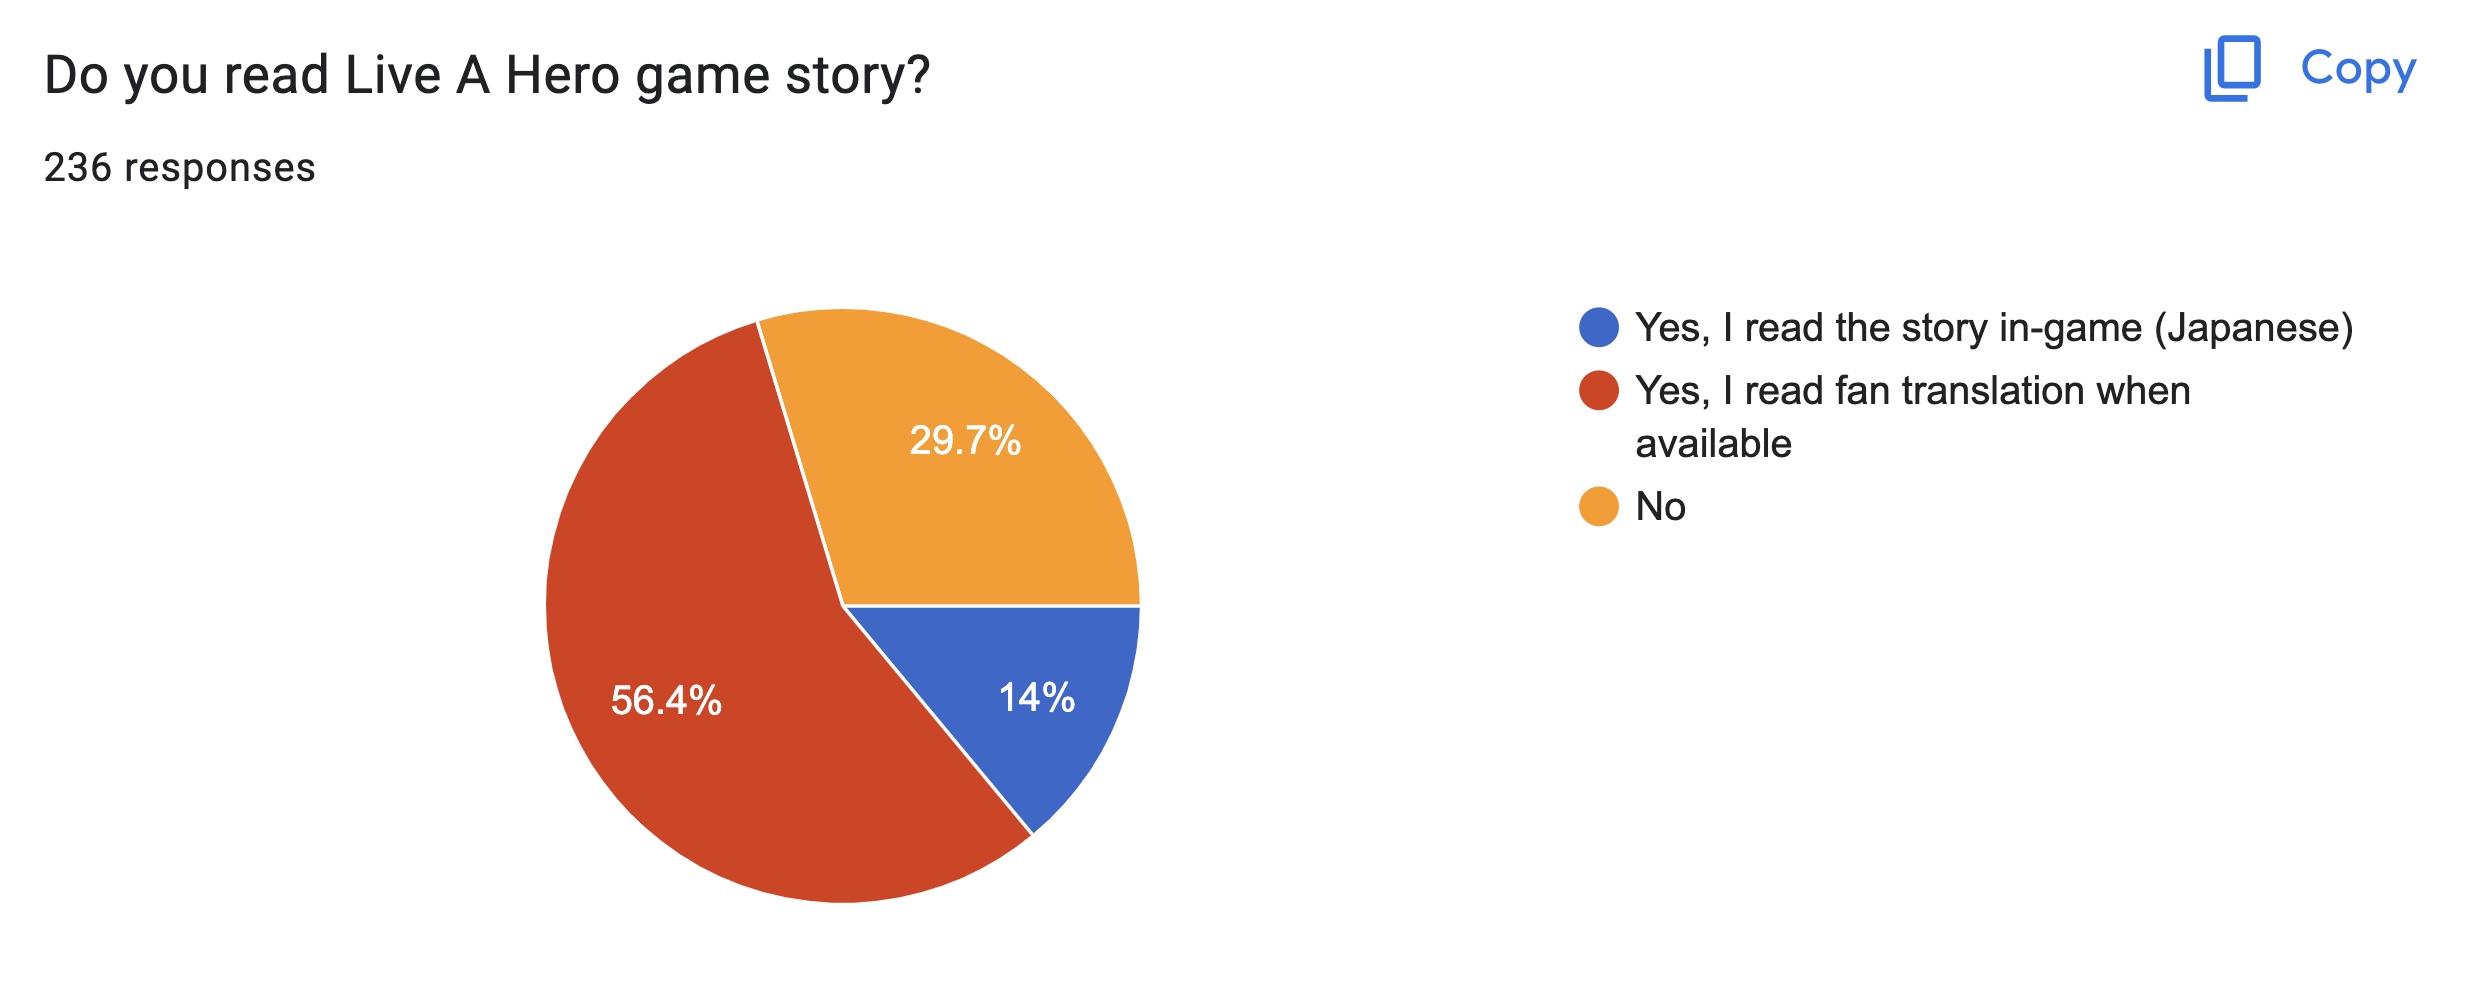 Do you read Live A Hero game story?
Copy
236 responses
Yes, I read the story in-game (Japanese)
Yes, I read fan translation when
available
No
29.7%
56.4%
14%